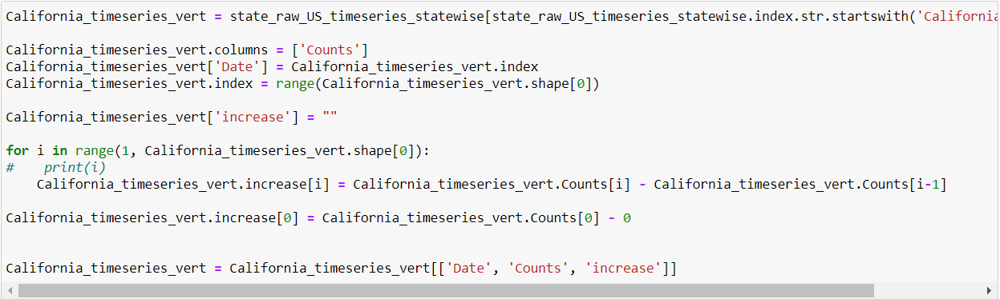 California_timeseries_vert = state_raw_US_timeseries_statewise[state_raw_US_timeseries_statewise.index.str.startswith('California
California_timeseries_vert.columns = ['Counts']
California_timeseries_vert['Date'] = California_timeseries_vert.index
California_timeseries_vert.index = range(California_timeseries_vert.shape[0])
California_timeseries_vert['increase'] = ""
for i in range(1, California_timeseries_vert.shape[0]):
#    print(i)
    California_timeseries_vert.increase[i] = California_timeseries_vert.Counts[i] - California_timeseries_vert.Counts[i-1]
California_timeseries_vert.increase[0] = California_timeseries_vert.Counts[0] - 0
California_timeseries_vert = California_timeseries_vert[['Date', 'Counts', 'increase']]